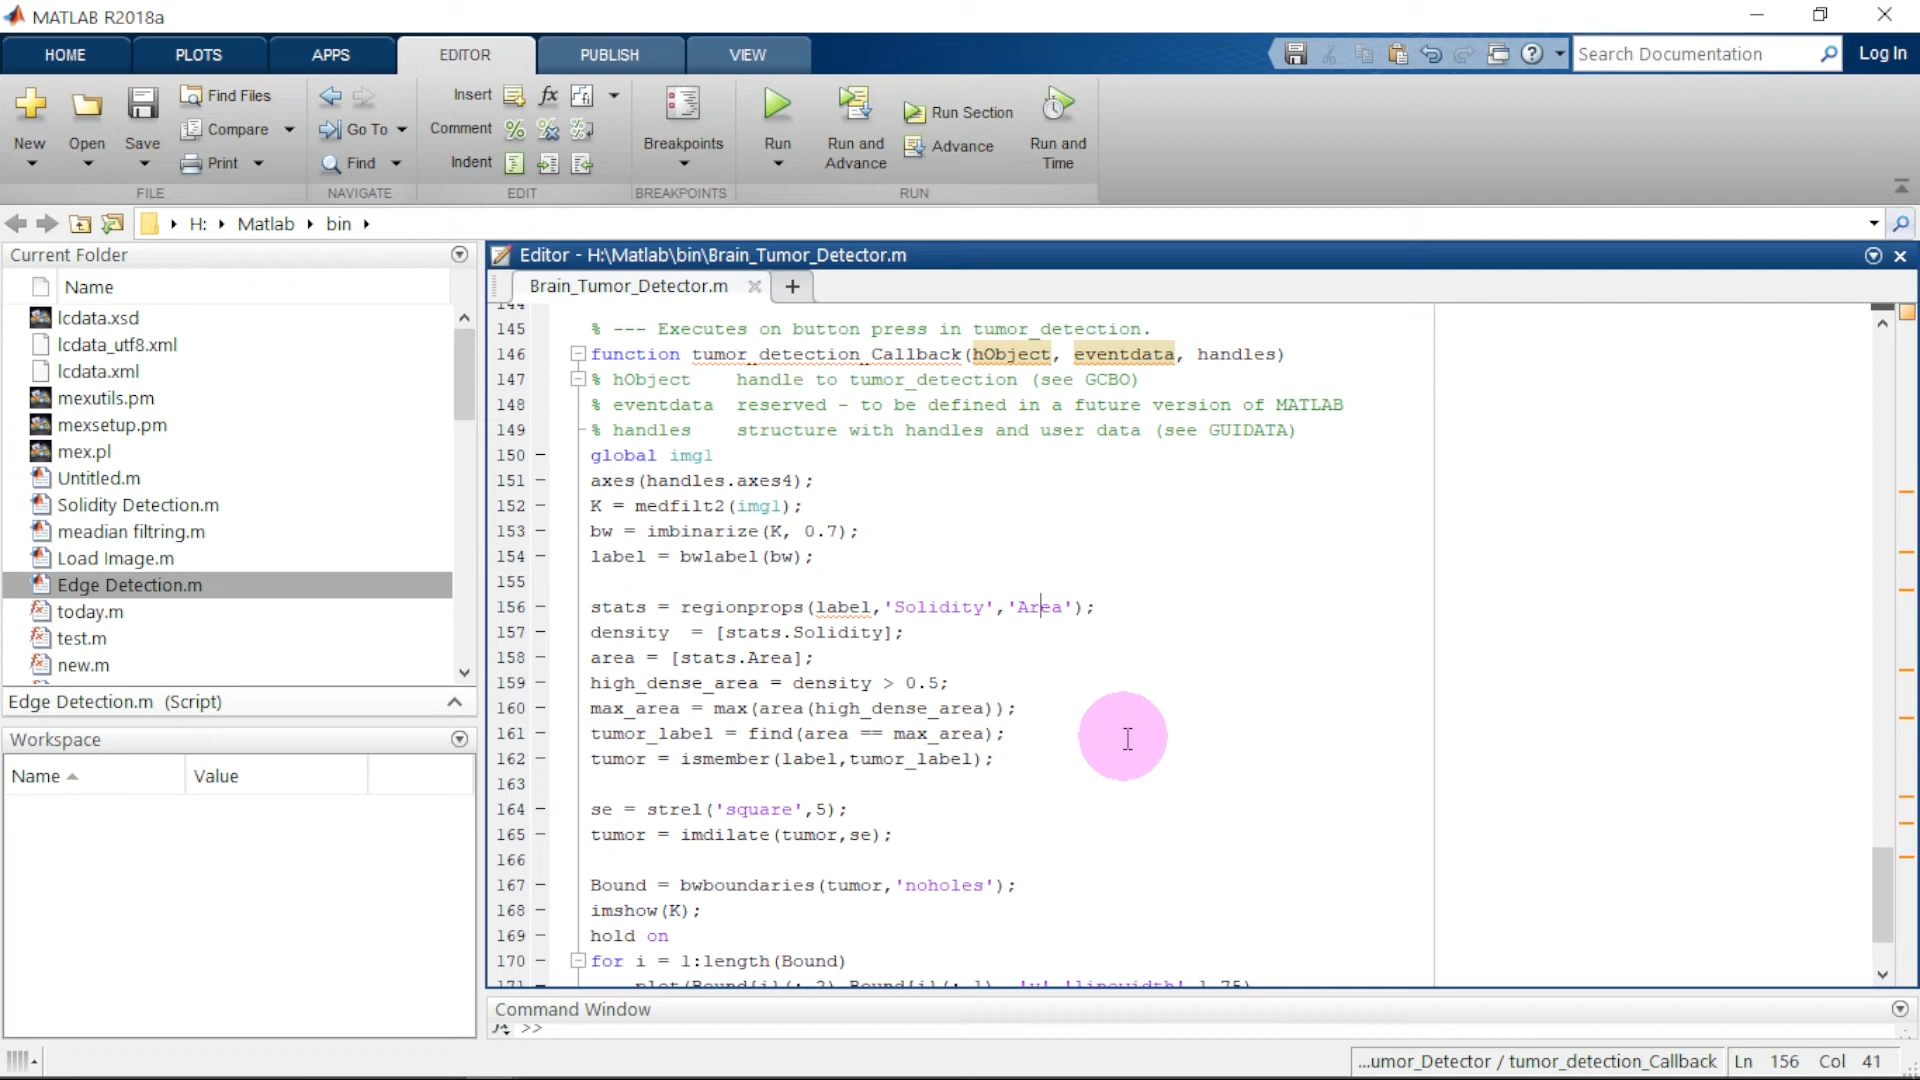 MATLAB R2018a
HOME PLOTS APPS EDITOR PUBLISH VIEW
Search Documentation
Log In
New
Open
Save
Find Files
Compare
Print
FILE
Go To
Find
NAVIGATE
Insert
Comment
Indent
EDIT
Breakpoints
BREAKPOINTS
Run
Run and Advance
Run Section
Advance
Run and Time
RUN
H: Matlab bin
Current Folder
Name
lcdata.xsd
lcdata_utf8.xml
lcdata.xml
mexutils.pm
mexsetup.pm
mex.pl
Untitled.m
Solidity Detection.m
meadian filtring.m
Load Image.m
Edge Detection.m
today.m
test.m
new.m
Edge Detection.m (Script)
Workspace
Name Value
Editor - H:\Matlab\bin\Brain_Tumor_Detector.m
Brain_Tumor_Detector.m
144
145 % --- Executes on button press in tumor_detection.
146 function tumor_detection_Callback(hObject, eventdata, handles)
147 % hObject    handle to tumor_detection (see GCBO)
148 % eventdata  reserved - to be defined in a future version of MATLAB
149 % handles    structure with handles and user data (see GUIDATA)
150 – global img1
151 – axes(handles.axes4);
152 – K = medfilt2(img1);
153 – bw = imbinarize(K, 0.7);
154 – label = bwlabel(bw);
155
156 – stats = regionprops(label,'Solidity','Area');
157 – density  = [stats.Solidity];
158 – area = [stats.Area];
159 – high_dense_area = density > 0.5;
160 – max_area = max(area(high_dense_area));
161 – tumor_label = find(area == max_area);
162 – tumor = ismember(label,tumor_label);
163
164 – se = strel('square',5);
165 – tumor = imdilate(tumor,se);
166
167 – Bound = bwboundaries(tumor,'noholes');
168 – imshow(K);
169 – hold on
170 – for i = 1:length(Bound)
171 – plot(Bound{i}(:,2),Bound{i}(:,1), 'y','linewidth',1.75)
Command Window
>>
...umor_Detector / tumor_detection_Callback Ln 156 Col 41